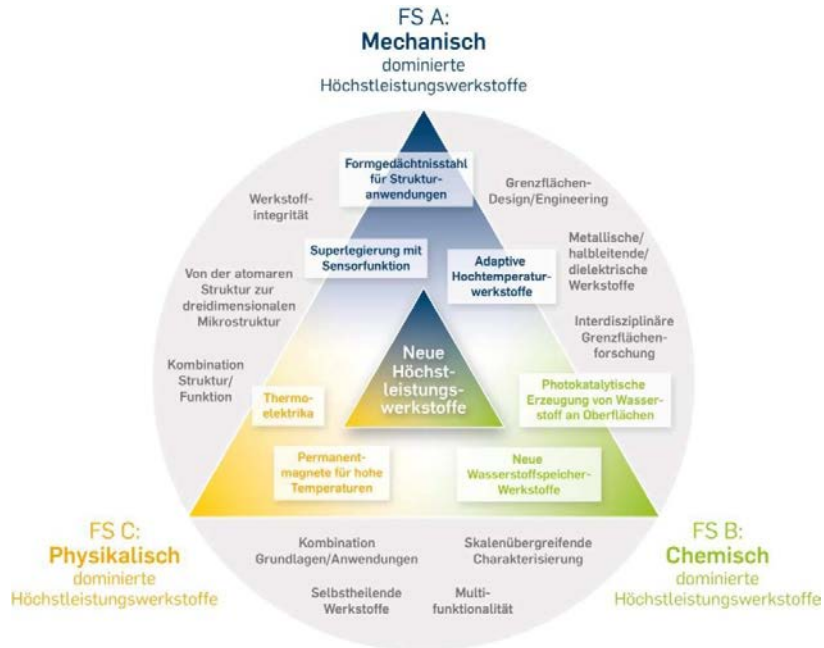 FS A:
Mechanisch
dominierte
Höchstleistungswerkstoffe
Formgedächtnisstahl
für Struktur-
anwendungen
Werkstoff-
integrität
Grenzflächen-
Design/Engineering
Superlegierung mit
Sensorfunktion
Adaptive
Hochtemperatur-
werkstoffe
Metallische/
halbleitende/
dielektrische
Werkstoffe
Von der atomaren
Struktur zur
dreidimensionalen
Mikrostruktur
Interdisziplinäre
Grenzflächen-
forschung
Kombination
Struktur/
Funktion
Neue
Höchst-
leistungs-
werkstoffe
Thermo-
elektrika
Photokatalytische
Erzeugung von Wasser-
stoff an Oberflächen
Permanent-
magnete für hohe
Temperaturen
Neue
Wasserstoffspeicher-
Werkstoffe
FS C:
Physikalisch
dominierte
Höchstleistungswerkstoffe
Kombination
Grundlagen/Anwendungen
Skalenübergreifende
Charakterisierung
Selbstheilende
Werkstoffe
Multi-
funktionalität
FS B:
Chemisch
dominierte
Höchstleistungswerkstoffe